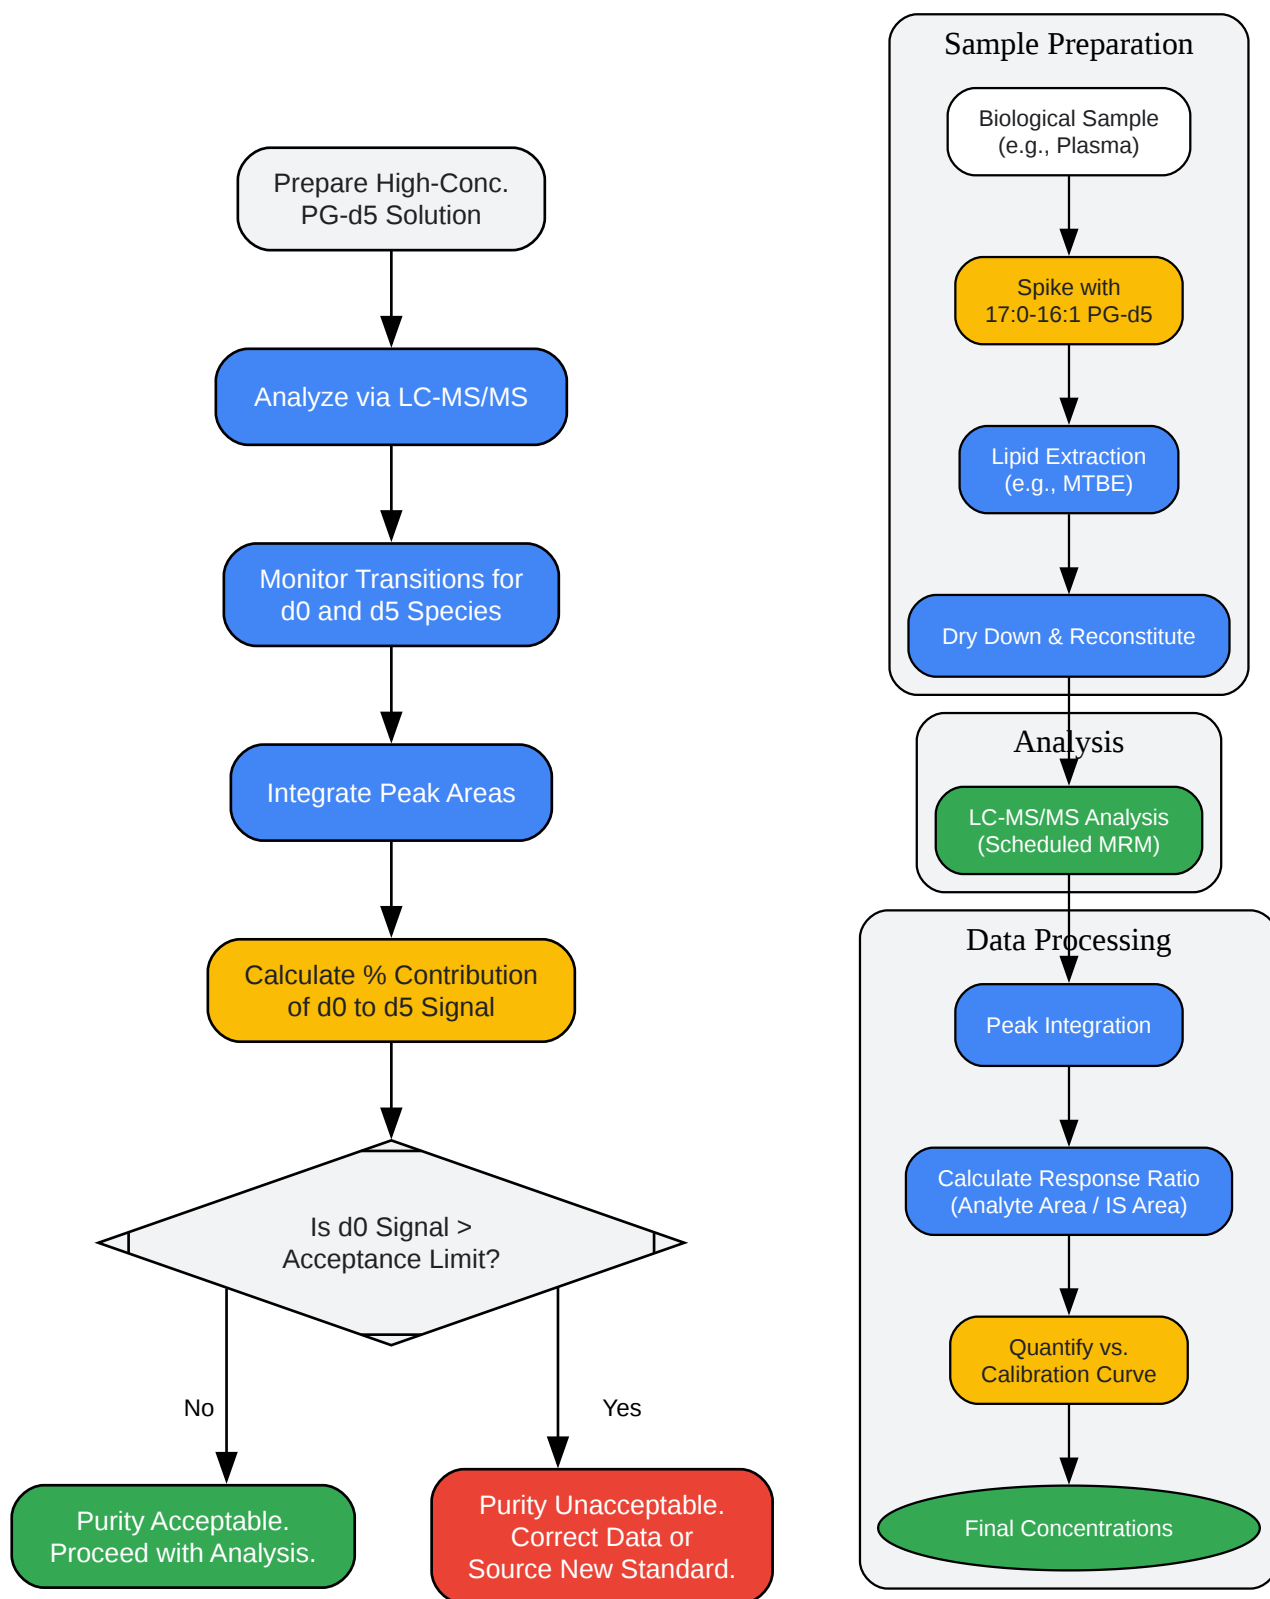 Prepare High-Conc.
PG-d5 Solution
Analyze via LC-MS/MS
Monitor Transitions for
d0 and d5 Species
Integrate Peak Areas
Calculate % Contribution
of d0 to d5 Signal
Is d0 Signal >
Acceptance Limit?
No
Yes
Purity Acceptable.
Proceed with Analysis.
Purity Unacceptable.
Correct Data or
Source New Standard.
Sample Preparation
Biological Sample
(e.g., Plasma)
Spike with
17:0-16:1 PG-d5
Lipid Extraction
(e.g., MTBE)
Dry Down & Reconstitute
Analysis
LC-MS/MS Analysis
(Scheduled MRM)
Data Processing
Peak Integration
Calculate Response Ratio
(Analyte Area / IS Area)
Quantify vs.
Calibration Curve
Final Concentrations